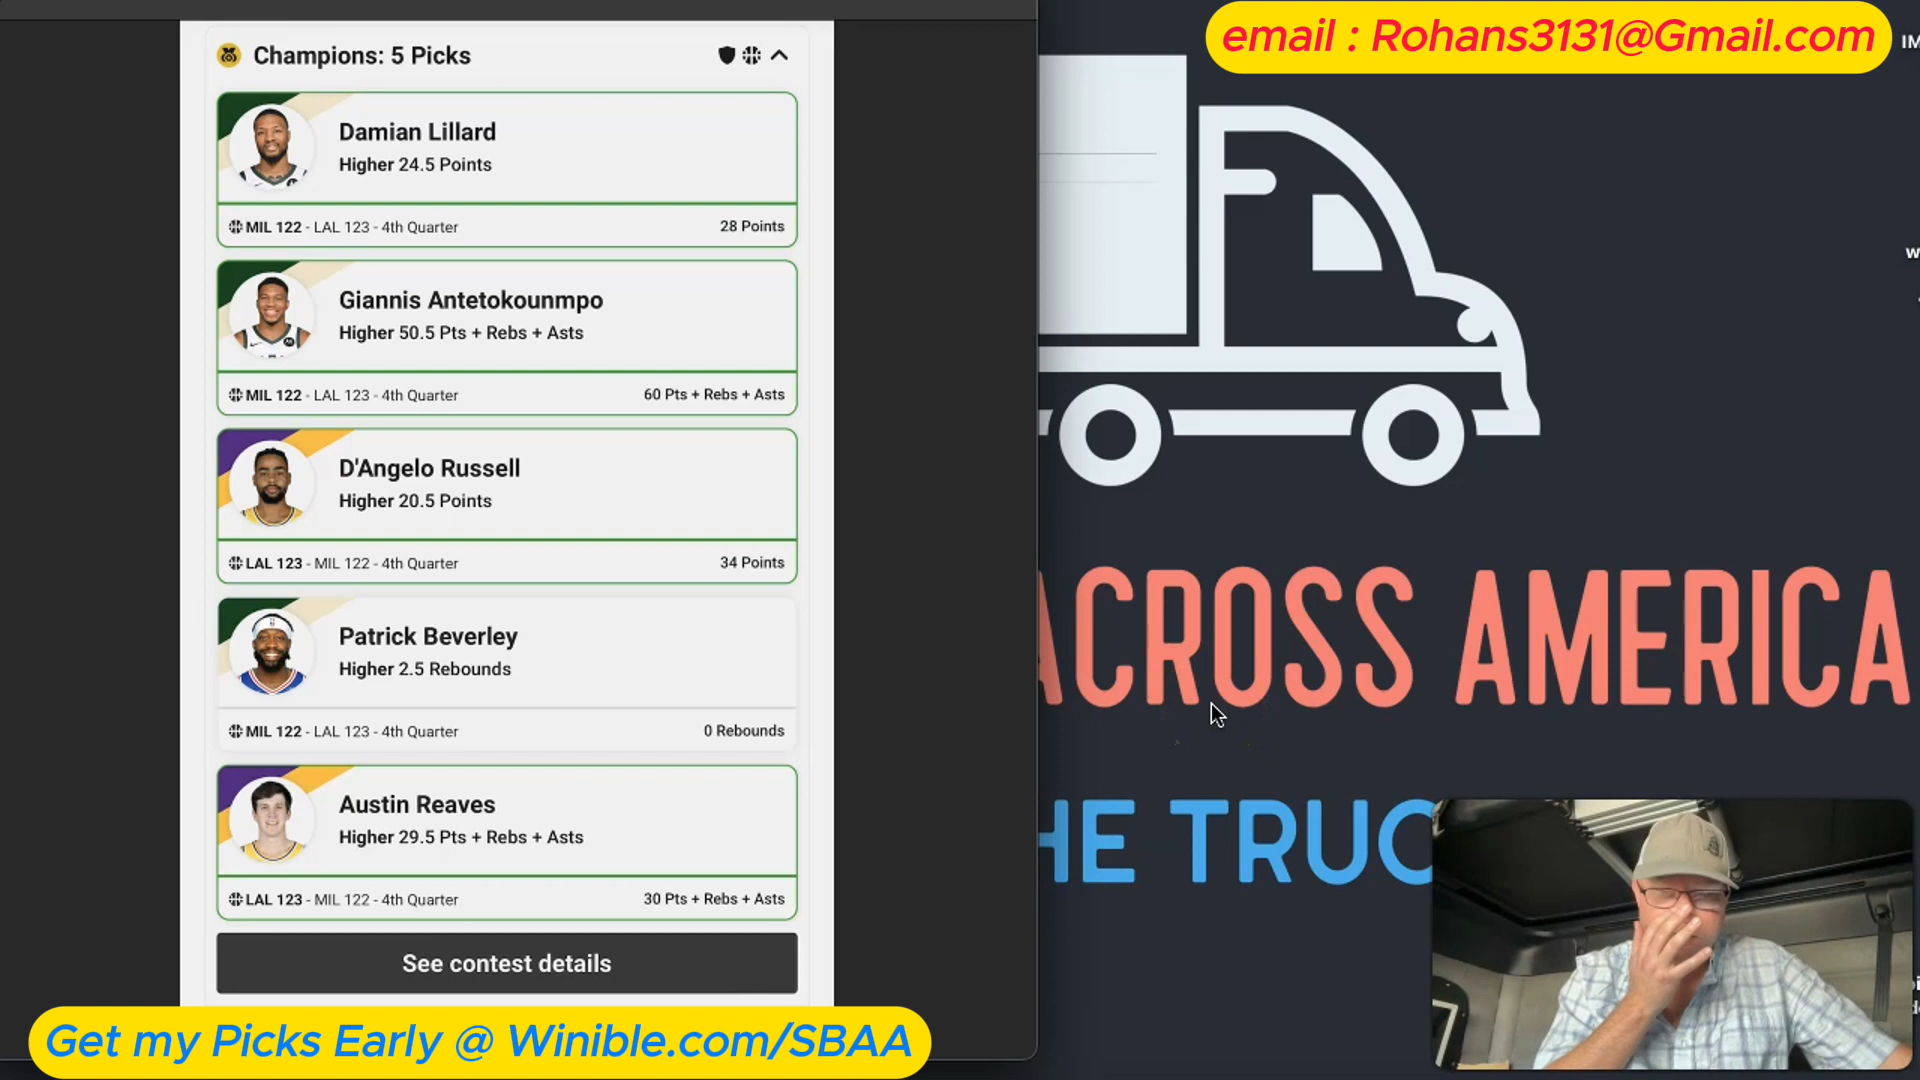 email : Rohans3131@Gmail.com
IM
Champions: 5 Picks
Damian Lillard
Higher 24.5 Points
MIL 122 - LAL 123 - 4th Quarter
28 Points
Giannis Antetokounmpo
Higher 50.5 Pts + Rebs + Asts
MIL 122 - LAL 123 - 4th Quarter
60 Pts + Rebs + Asts
D'Angelo Russell
Higher 20.5 Points
LAL 123 - MIL 122 - 4th Quarter
34 Points
Patrick Beverley
Higher 2.5 Rebounds
MIL 122 - LAL 123 - 4th Quarter
0 Rebounds
Austin Reaves
Higher 29.5 Pts + Rebs + Asts
LAL 123 - MIL 122 - 4th Quarter
30 Pts + Rebs + Asts
See contest details
ACROSS AMERICA
HE TRUC
Get my Picks Early @ Winible.com/SBAA